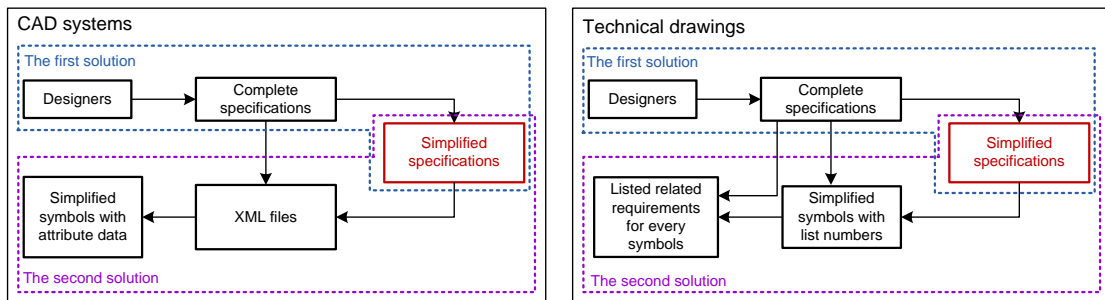 CAD systems
The first solution
Designers
Complete
specifications
Simplified
specifications
Simplified
symbols with
attribute data
XML files
The second solution
Technical drawings
The first solution
Designers
Complete
specifications
Simplified
specifications
Listed related
requirements
for every
symbols
Simplified
symbols with
list numbers
The second solution